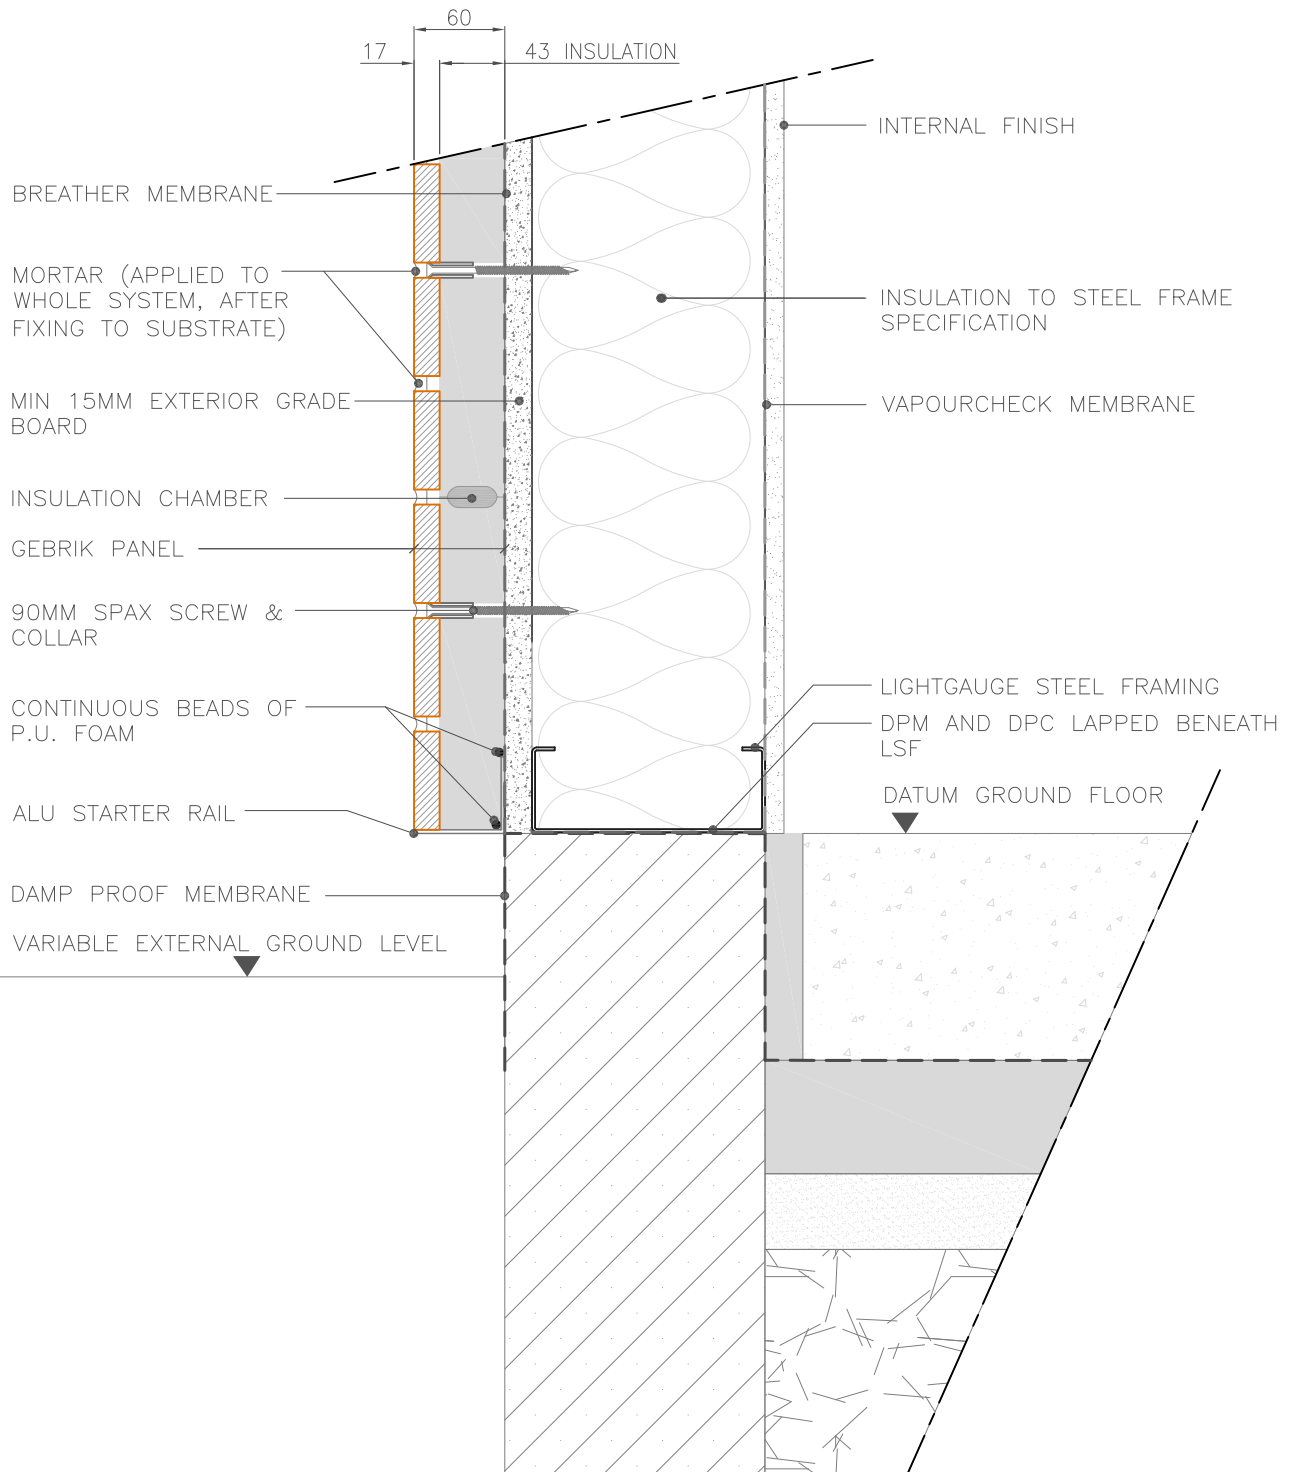 60
17
43 INSULATION
INTERNAL FINISH
BREATHER MEMBRANE
MORTAR (APPLIED TO
WHOLE SYSTEM, AFTER
FIXING TO SUBSTRATE)
INSULATION TO STEEL FRAME
SPECIFICATION
MIN 15MM EXTERIOR GRADE
BOARD
VAPOURCHECK MEMBRANE
INSULATION CHAMBER
GEBRIK PANEL
90MM SPAX SCREW &
COLLAR
CONTINUOUS BEADS OF
P.U. FOAM
LIGHTGAUGE STEEL FRAMING
DPM AND DPC LAPPED BENEATH
LSF
DATUM GROUND FLOOR
ALU STARTER RAIL
DAMP PROOF MEMBRANE
VARIABLE EXTERNAL GROUND LEVEL